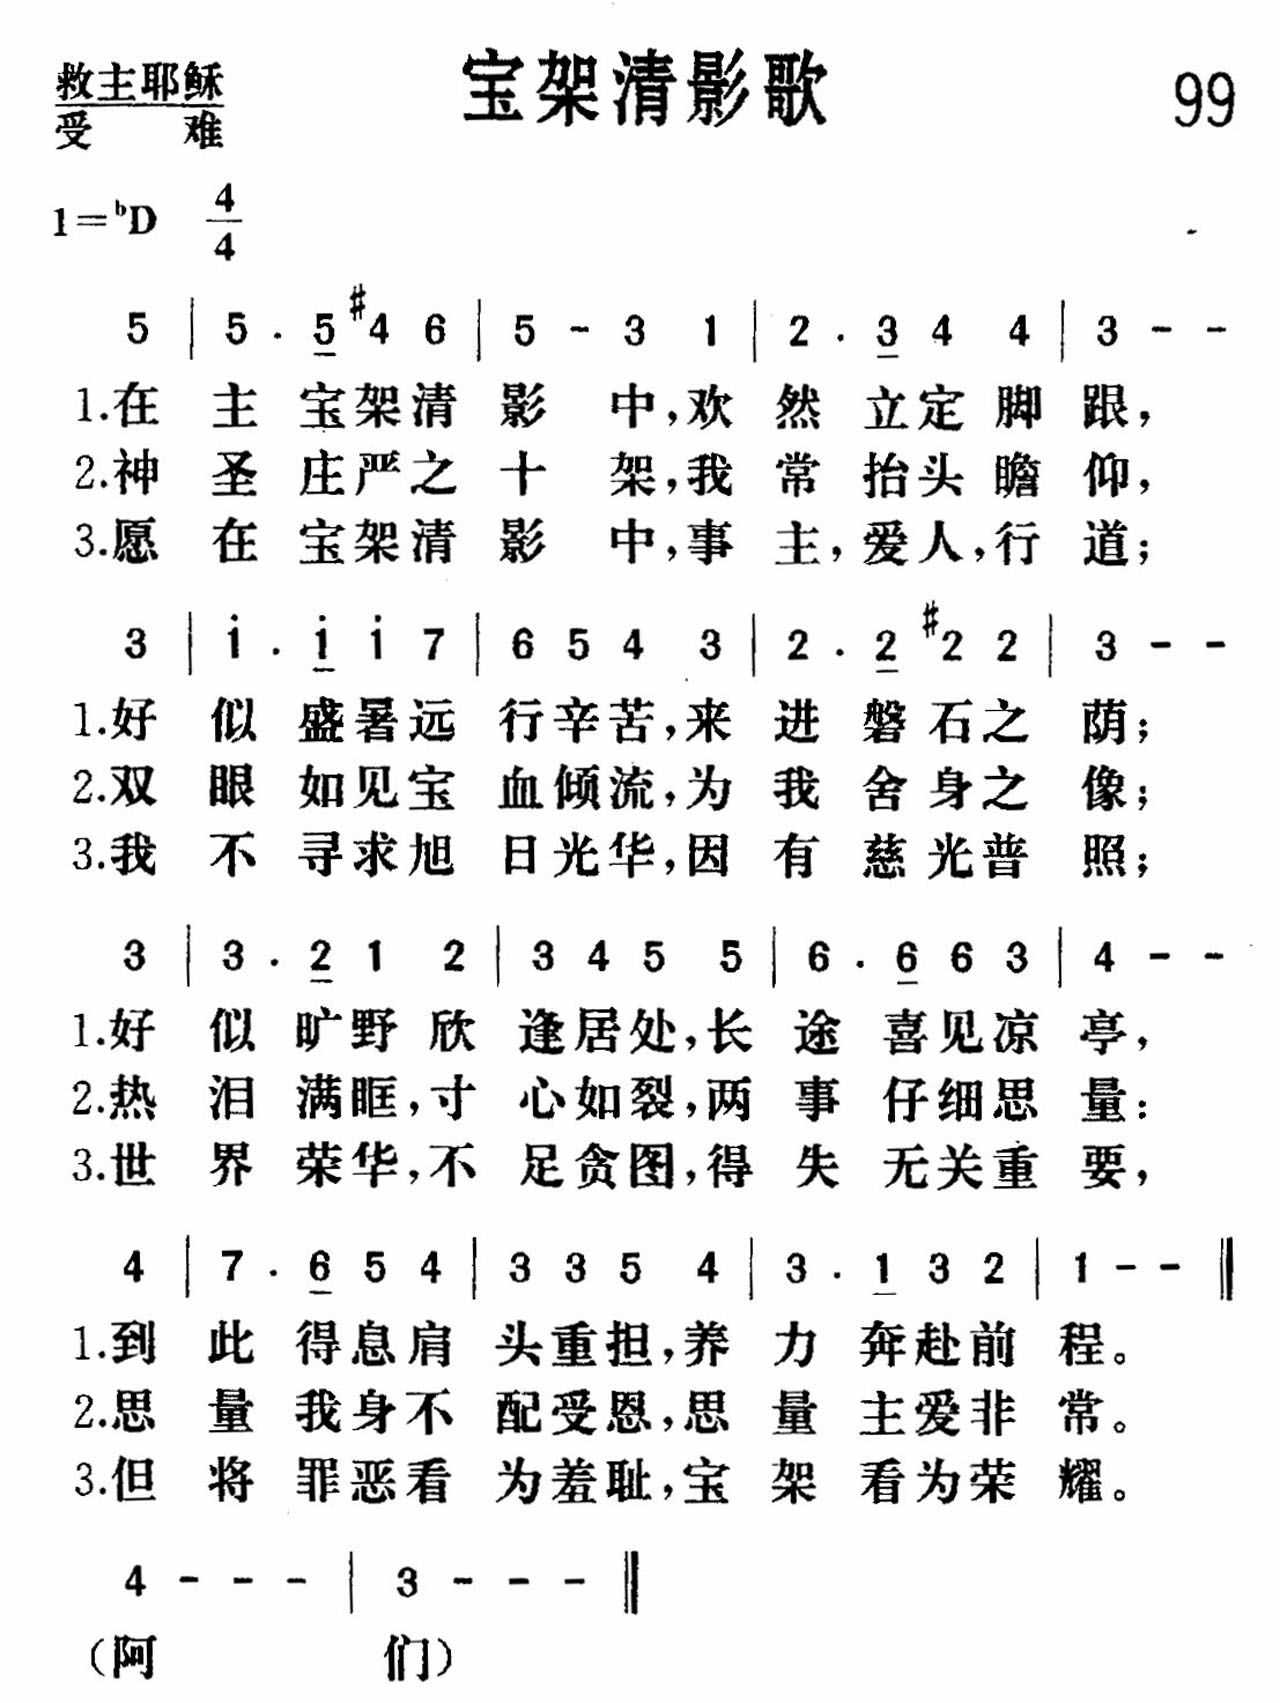 救主耶稣 宝架清影歌 99
受 难
1=♭D 4/4
5 | 5 . 5 #4 6 | 5 - 3 1 | 2 . 3 4 4 | 3 - -
1.在 主 宝架清 影 中,欢 然 立定 脚 跟,
2.神 圣 庄严之 十 架,我 常 抬头 瞻 仰,
3.愿 在 宝架清 影 中,事 主,爱人,行 道;
3 | i . i i 7 | 6 5 4 3 | 2 . 2 #2 2 | 3 - -
1.好 似 盛暑远 行辛苦,来 进 磐石之 荫;
2.双 眼 如见宝 血倾流,为 我 舍身之 像;
3.我 不 寻求旭 日光华,因 有 慈光普 照;
3 | 3 . 2 1 2 | 3 4 5 5 | 6 . 6 6 3 | 4 - -
1.好 似 旷野 欣 逢居处,长 途 喜见凉 亭,
2.热 泪 满眶,寸 心如裂,两 事 仔细思 量:
3.世 界 荣华,不 足贪图,得 失 无关重 要,
4 | 7 . 6 5 4 | 3 3 5 4 | 3 . 1 3 2 | 1 - - ‖
1.到 此 得息肩 头重担,养 力 奔赴前 程。
2.思 量 我身不 配受恩,思 量 主爱非 常。
3.但 将 罪恶看 为羞耻,宝 架 看为荣 耀。
4 - - - | 3 - - - ‖
(阿 们)